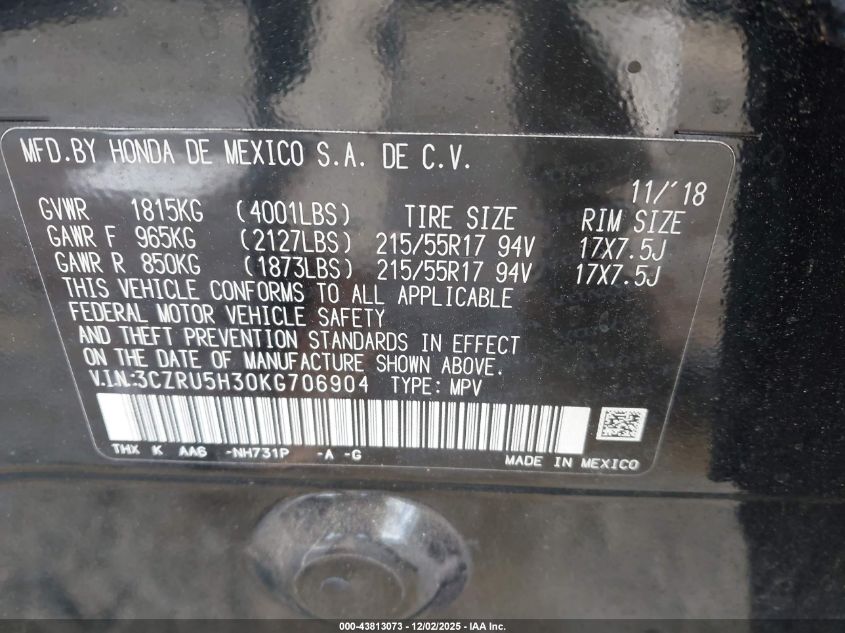 MFD.BY HONDA DE MEXICO S.A. DE C.V.
11/'18
GVWR 1815KG (4001LBS) TIRE SIZE RIM SIZE
GAWR F 965KG (2127LBS) 215/55R17 94V 17X7.5J
GAWR R 850KG (1873LBS) 215/55R17 94V 17X7.5J
THIS VEHICLE CONFORMS TO ALL APPLICABLE
FEDERAL MOTOR VEHICLE SAFETY
AND THEFT PREVENTION STANDARDS IN EFFECT
ON THE DATE OF MANUFACTURE SHOWN ABOVE.
V.I.N:3CZRU5H30KG706904 TYPE: MPV
THX K AA6 -NH731P -A -G
MADE IN MEXICO
000-43813073 - 12/02/2025 - IAA Inc.